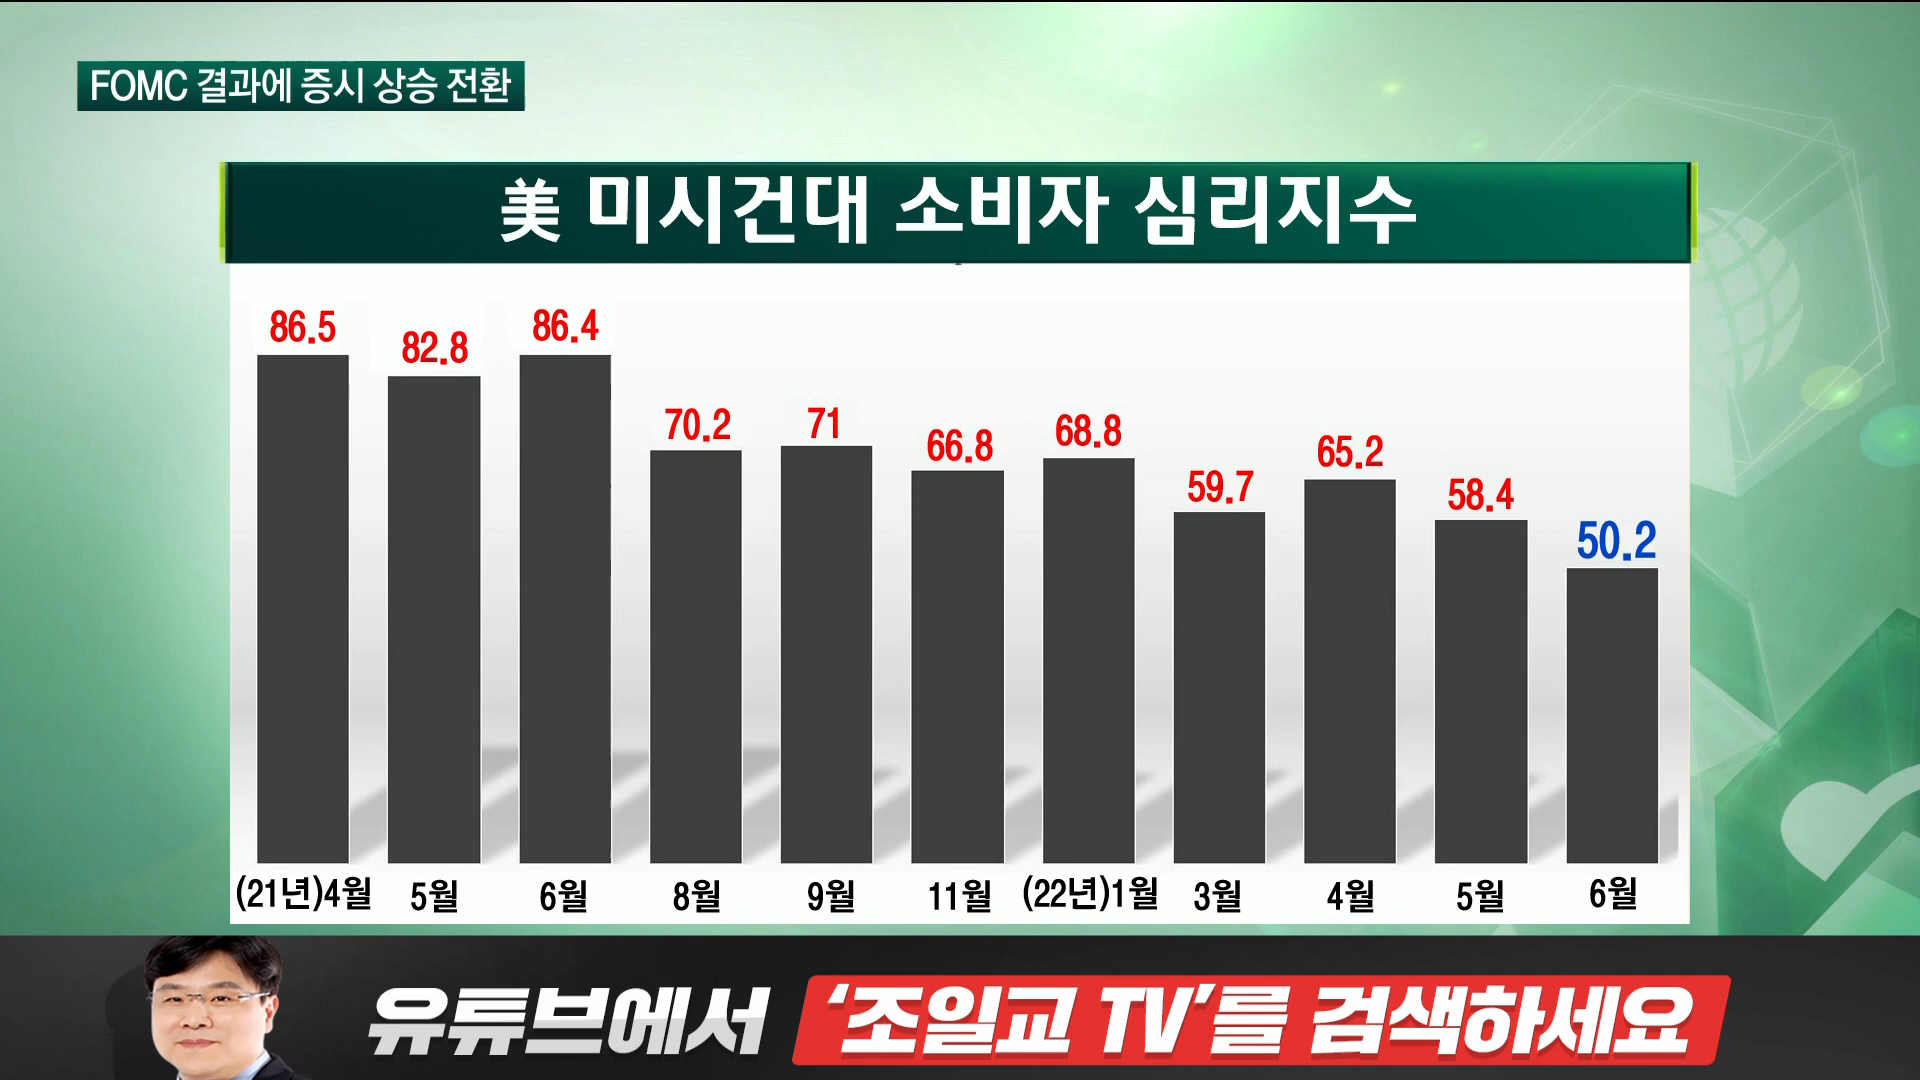 FOMC 결과에 증시 상승 전환
美 미시건대 소비자 심리지수
86.5
82.8
86.4
70.2
71
66.8
68.8
59.7
65.2
58.4
50.2
(21년)4월 5월 6월 8월 9월 11월 (22년)1월 3월 4월 5월 6월
유튜브에서 '조일교 TV'를 검색하세요